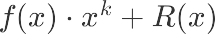 f(x) · x^k + R(x)